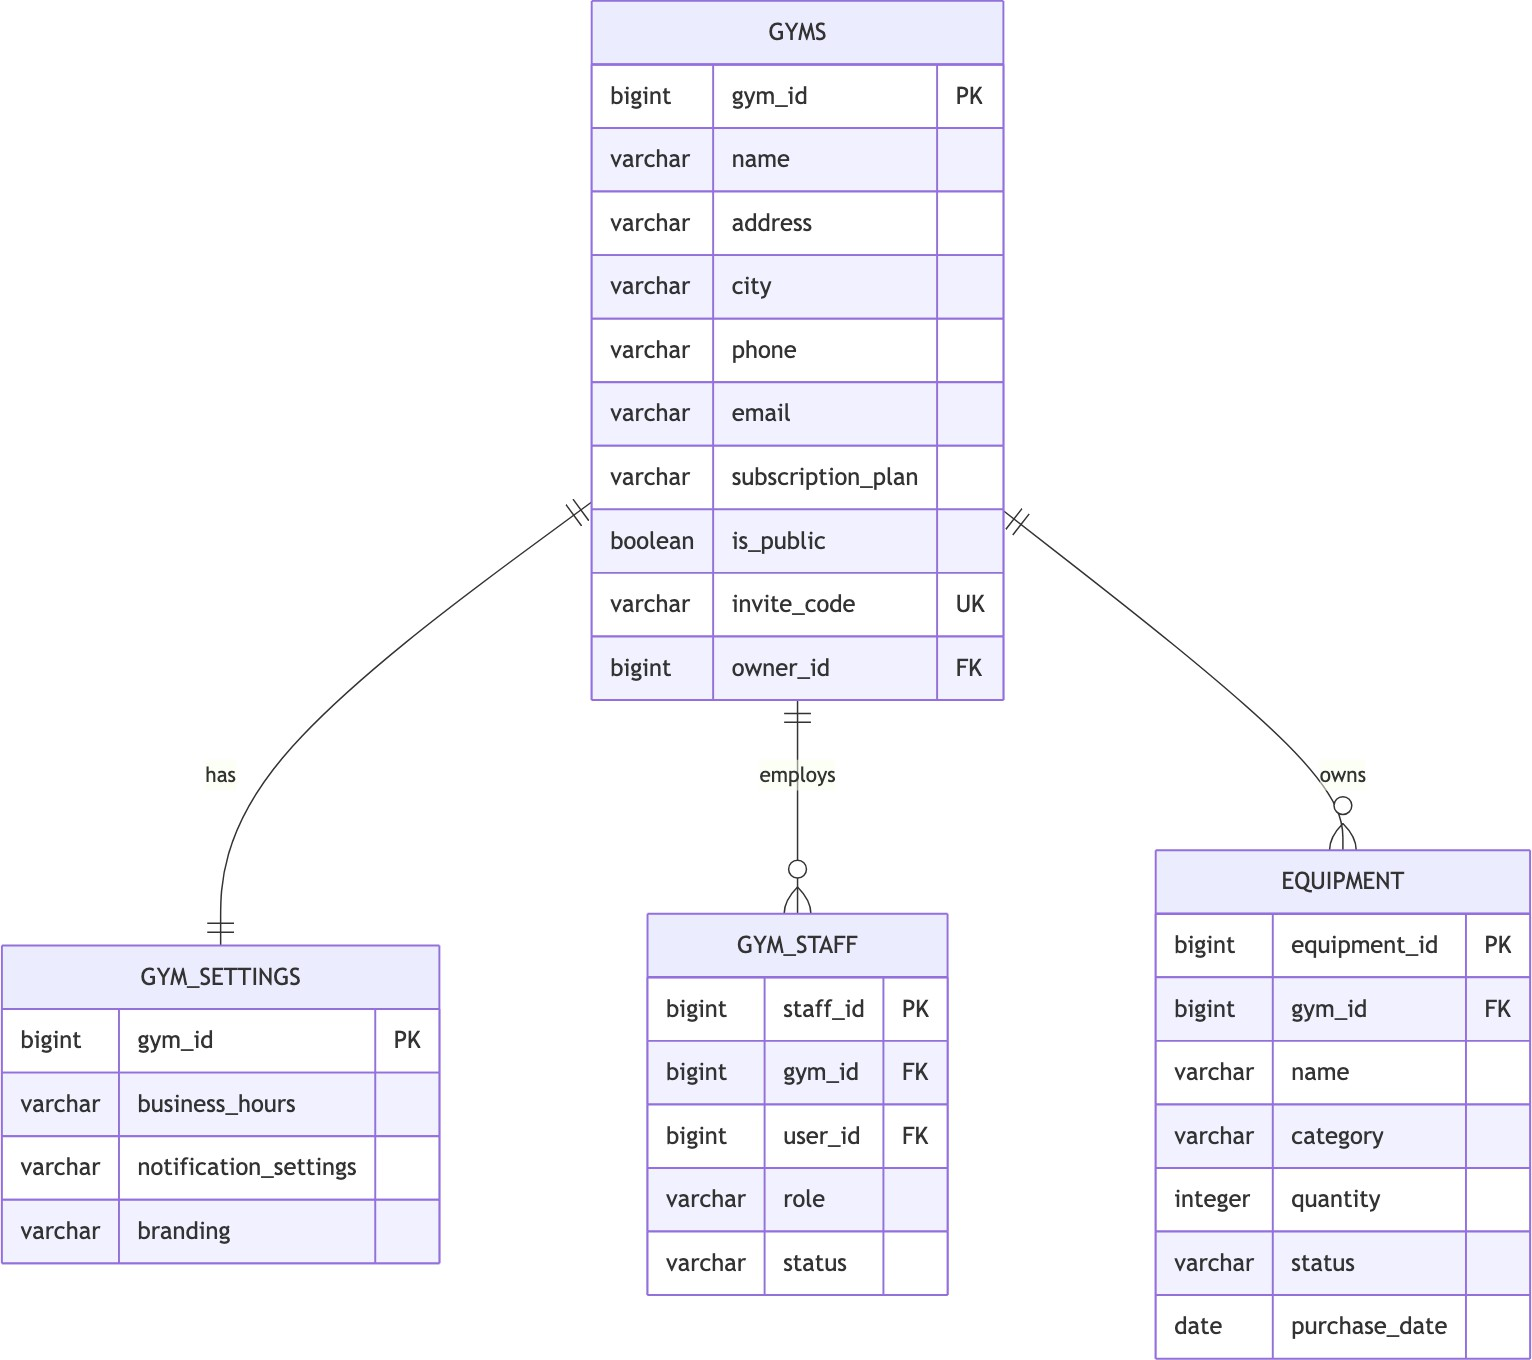 GYMS
bigint gym_id PK
varchar name
varchar address
varchar city
varchar phone
varchar email
varchar subscription_plan
boolean is_public
varchar invite_code UK
bigint owner_id FK
has
employs
owns
GYM_SETTINGS
bigint gym_id PK
varchar business_hours
varchar notification_settings
varchar branding
GYM_STAFF
bigint staff_id PK
bigint gym_id FK
bigint user_id FK
varchar role
varchar status
EQUIPMENT
bigint equipment_id PK
bigint gym_id FK
varchar name
varchar category
integer quantity
varchar status
date purchase_date